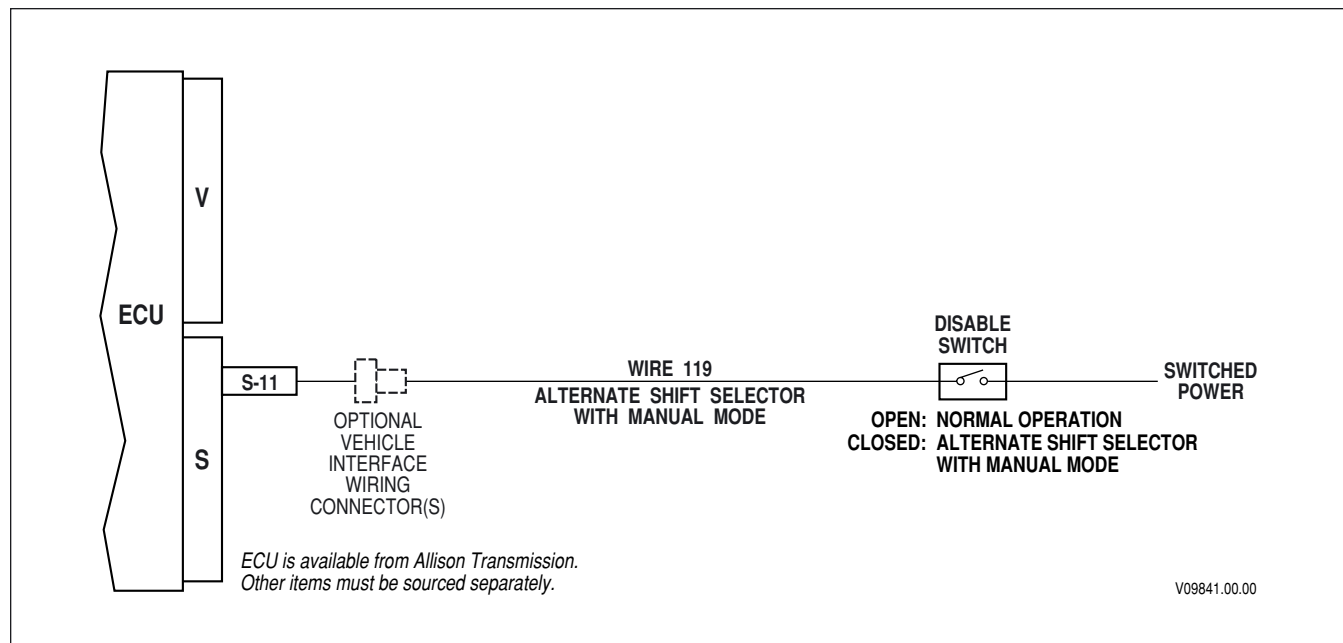 V
ECU
S
S-11
OPTIONAL
VEHICLE
INTERFACE
WIRING
CONNECTOR(S)
WIRE 119
ALTERNATE SHIFT SELECTOR
WITH MANUAL MODE
DISABLE
SWITCH
SWITCHED
POWER
OPEN: NORMAL OPERATION
CLOSED: ALTERNATE SHIFT SELECTOR
WITH MANUAL MODE
ECU is available from Allison Transmission.
Other items must be sourced separately.
V09841.00.00